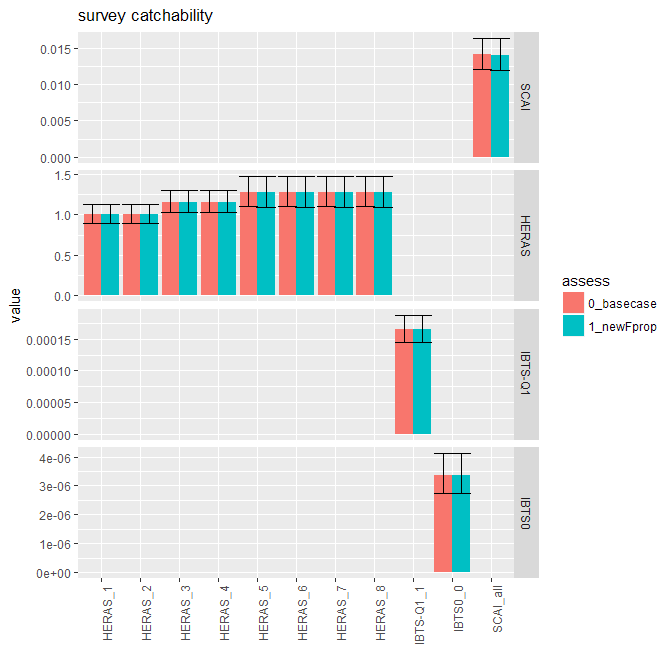 survey catchability
value
0.015
0.010
0.005
0.000
SCAI
1.5
1.0
0.5
0.0
HERAS
0.00015
0.00010
0.00005
0.00000
IBTS-Q1
4e-06
3e-06
2e-06
1e-06
0e+00
IBTS0
HERAS_1
HERAS_2
HERAS_3
HERAS_4
HERAS_5
HERAS_6
HERAS_7
HERAS_8
IBTS-Q1_1
IBTS0_0
SCAI_all
assess
0_basecase
1_newFprop